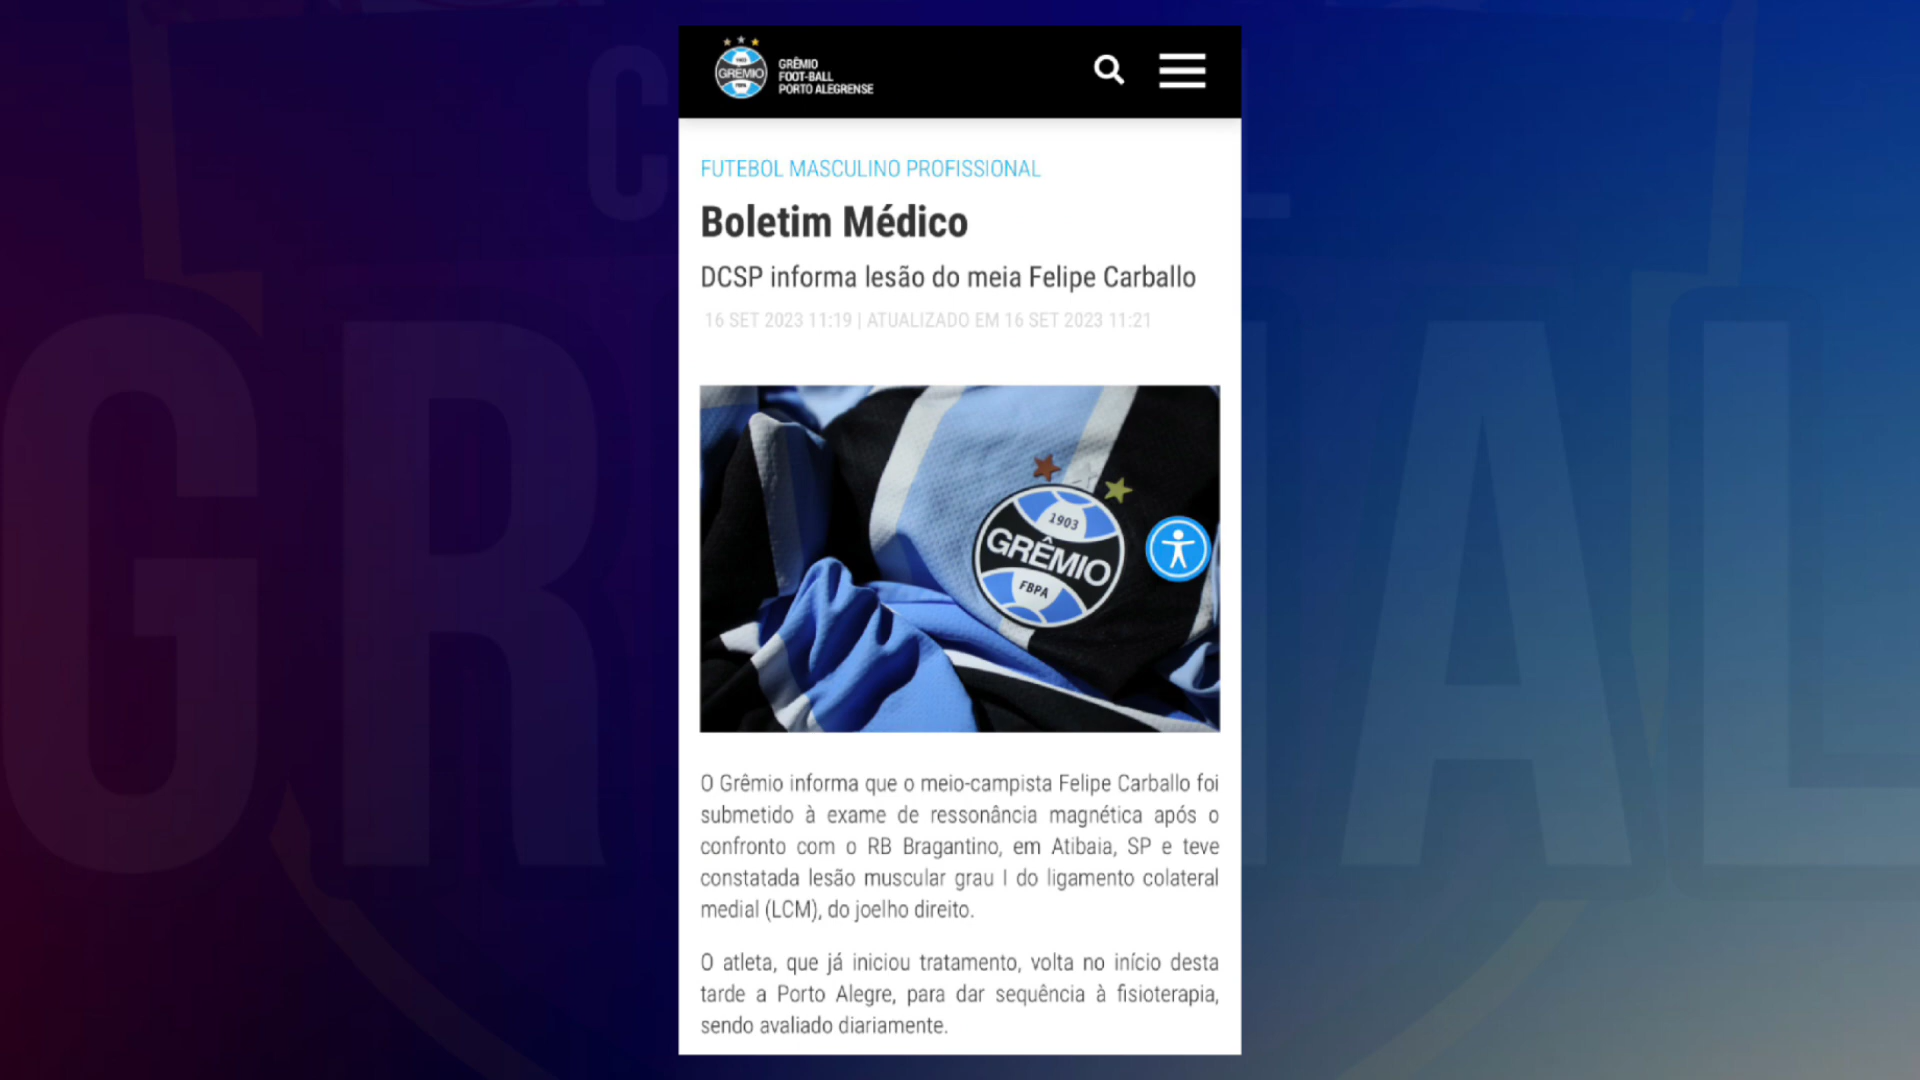 GRÊMIO
FOOT-BALL
PORTO ALEGRENSE
GRÊMIO
FUTEBOL MASCULINO PROFISSIONAL
Boletim Médico
DCSP informa lesão do meia Felipe Carballo
16 SET 2023 11:19 | ATUALIZADO EM 16 SET 2023 11:21
1903
GRÊMIO
FBPA
O Grêmio informa que o meio-campista Felipe Carballo foi
submetido à exame de ressonância magnética após o
confronto com o RB Bragantino, em Atibaia, SP e teve
constatada lesão muscular grau I do ligamento colateral
medial (LCM), do joelho direito.
O atleta, que já iniciou tratamento, volta no início desta
tarde a Porto Alegre, para dar sequência à fisioterapia,
sendo avaliado diariamente.